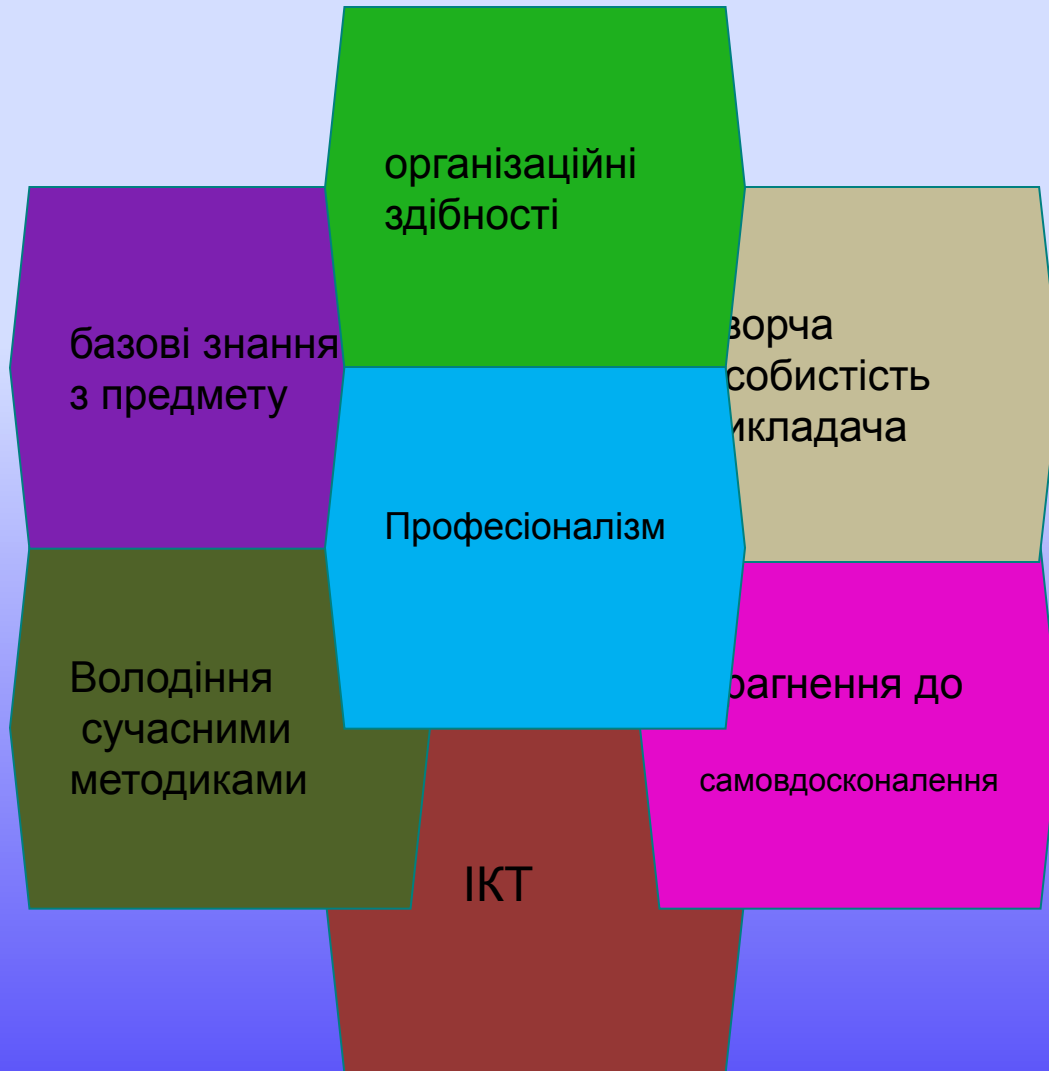 організаційні
здібності
базові знання
з предмету
ворча
собистість
икладача
Професіоналізм
Володіння
сучасними
методиками
рагнення до
самовдосконалення
ІКТ